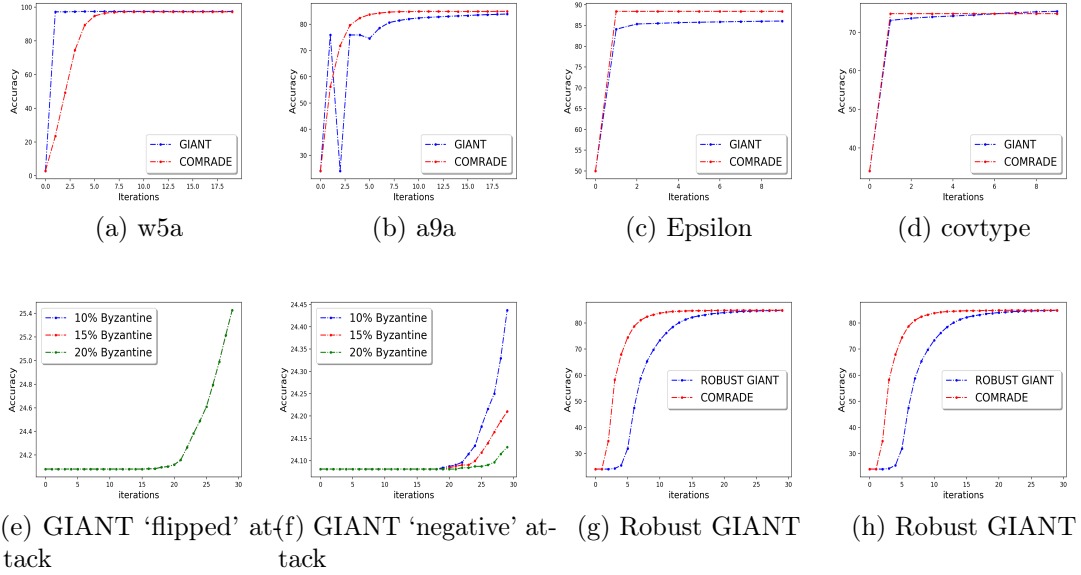 100
80
60
40
20
0
Accuracy
0.0 2.5 5.0 7.5 10.0 12.5 15.0 17.5
Iterations
GIANT
COMRADE
(a) w5a
80
70
60
50
40
30
Accuracy
0.0 2.5 5.0 7.5 10.0 12.5 15.0 17.5
Iterations
GIANT
COMRADE
(b) a9a
90
85
80
75
70
65
60
55
50
Accuracy
0 2 4 6 8
Iterations
GIANT
COMRADE
(c) Epsilon
70
60
50
40
Accuracy
0 2 4 6 8
Iterations
GIANT
COMRADE
(d) covtype
25.4
25.2
25.0
24.8
24.6
24.4
24.2
Accuracy
0 5 10 15 20 25 30
iterations
10% Byzantine
15% Byzantine
20% Byzantine
(e) GIANT ‘flipped’ at-
tack
24.45
24.40
24.35
24.30
24.25
24.20
24.15
24.10
Accuracy
0 5 10 15 20 25 30
iterations
10% Byzantine
15% Byzantine
20% Byzantine
(f) GIANT ‘negative’ at-
tack
80
70
60
50
40
30
Accuracy
0 5 10 15 20 25 30
iterations
ROBUST GIANT
COMRADE
(g) Robust GIANT
80
70
60
50
40
30
Accuracy
0 5 10 15 20 25 30
iterations
ROBUST GIANT
COMRADE
(h) Robust GIANT